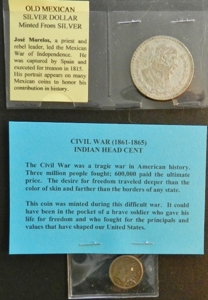 OLD MEXICAN
SILVER DOLLAR
Minted From SILVER
José Morelos, a priest and
rebel leader, led the Mexican
War of Independence. He
was captured by Spain and
executed for treason in 1815.
His portrait appears on many
Mexican coins to honor his
contribution in history.
CIVIL WAR (1861-1865)
INDIAN HEAD CENT
The Civil War was a tragic war in American history.
Three million people fought; 600,000 paid the ultimate
price. The desire for freedom traveled deeper than the
color of skin and farther than the borders of any state.
This coin was minted during this difficult war. It could
have been in the pocket of a brave soldier who gave his
life for freedom and who fought for the principals and
values that have shaped our United States.